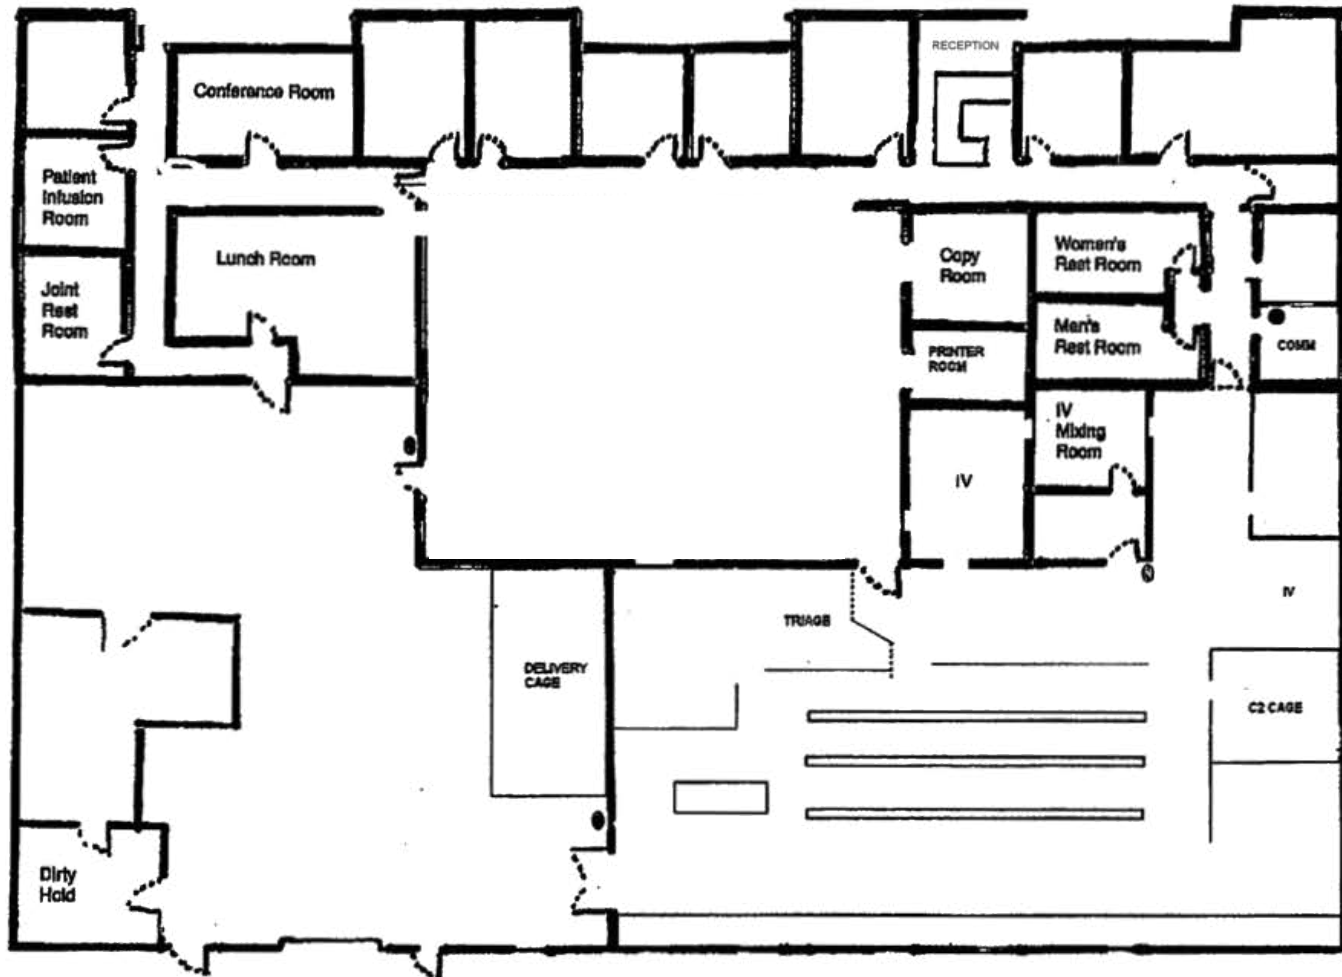 RECEPTION
Conference Room
Patient
Infusion
Room
Lunch Room
Copy
Room
Women's
Rest Room
Joint
Rest
Room
Men's
Rest Room
PRINTER
ROOM
COMM
IV
Mixing
Room
IV
IV
TRIAGE
DELIVERY
CAGE
C2 CAGE
Dirty
Hold